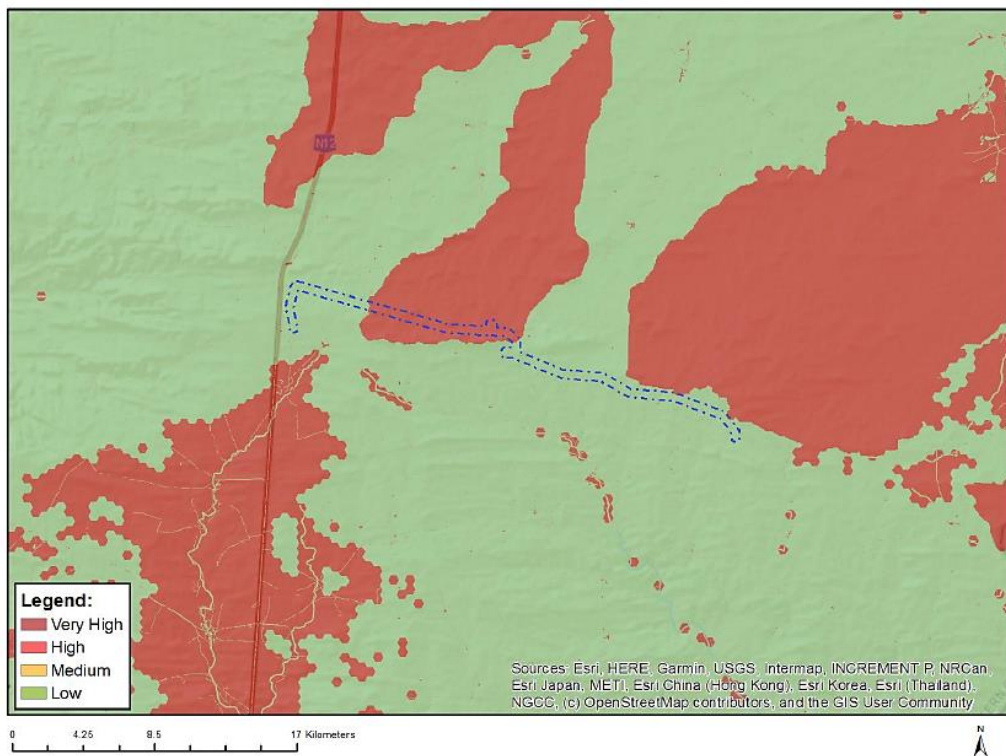 N12
Legend:
Very High
High
Medium
Low
Sources: Esri, HERE, Garmin, USGS, Intermap, INCREMENT P, NRCan,
Esri Japan, METI, Esri China (Hong Kong), Esri Korea, Esri (Thailand),
NGCC, (c) OpenStreetMap contributors, and the GIS User Community
0 4.25 8.5 17 Kilometers
N